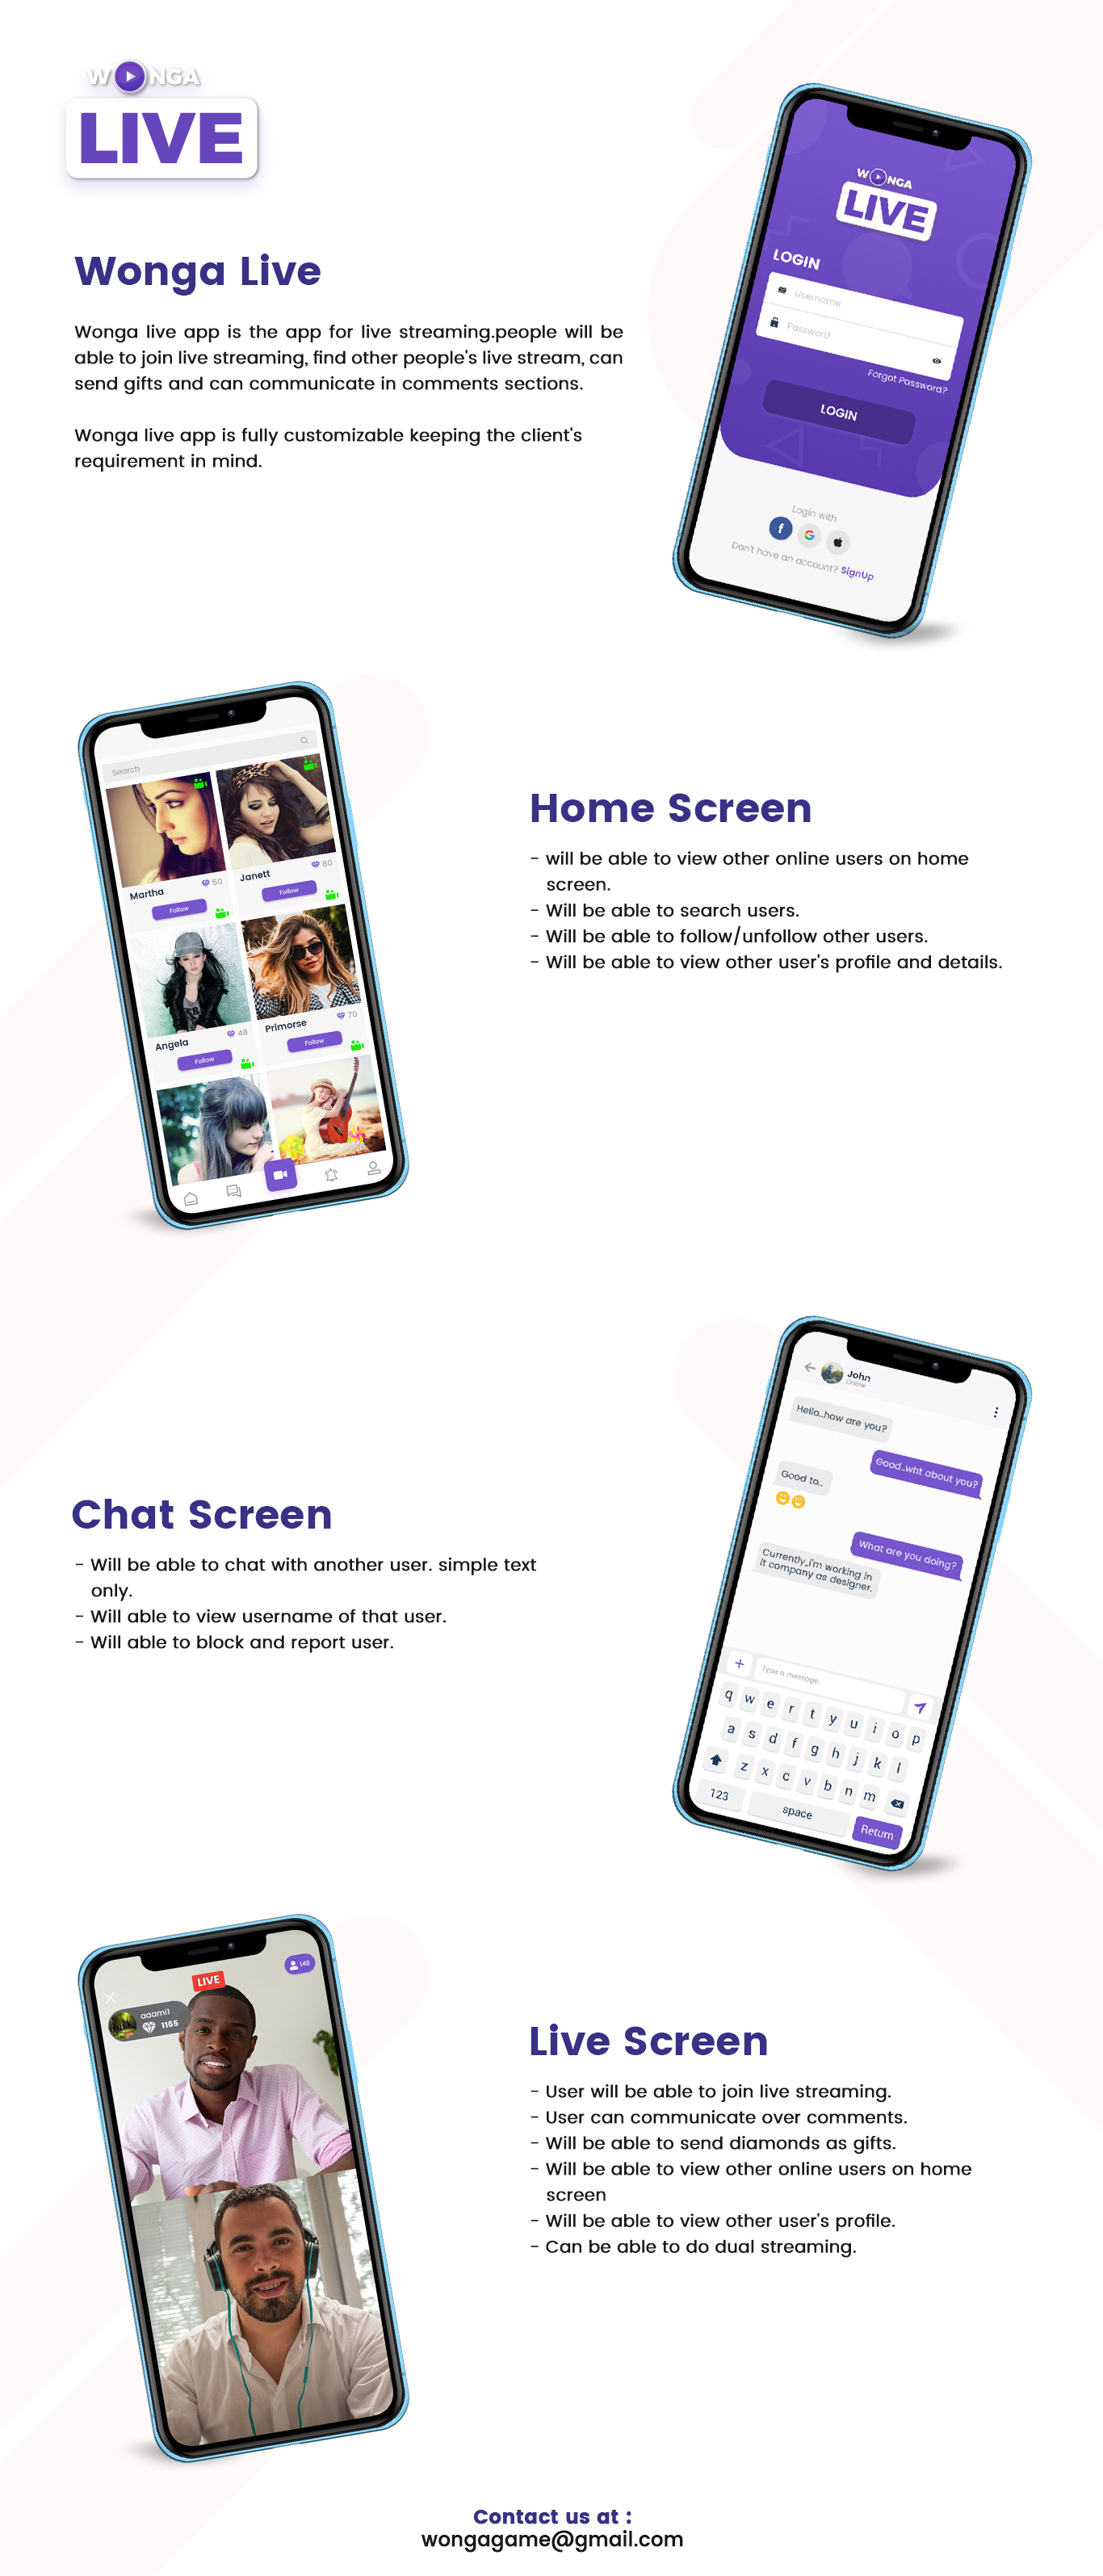 WONGA
LIVE
WONGA
LIVE
LOGIN
Username
Password
Forgot Password?
LOGIN
Login with
Don't have an account? SignUp
Wonga Live
Wonga live app is the app for live streaming.people will be
able to join live streaming, find other people's live stream, can
send gifts and can communicate in comments sections.
Wonga live app is fully customizable keeping the client's
requirement in mind.
Search
Martha 50
Follow
Janett 80
Follow
Angela 48
Follow
Primorse 70
Follow
Home Screen
- will be able to view other online users on home
screen.
- Will be able to search users.
- Will be able to follow/unfollow other users.
- Will be able to view other user's profile and details.
John
Online
Hello..how are you?
Good..wht about you?
Good to..
What are you doing?
Currently,i'm working in
it company as designer.
Type a message.
q w e r t y u i o p
a s d f g h j k l
z x c v b n m
123 space Return
Chat Screen
- Will be able to chat with another user. simple text
only.
- Will able to view username of that user.
- Will able to block and report user.
LIVE
148
aaamil
1165
Live Screen
- User will be able to join live streaming.
- User can communicate over comments.
- Will be able to send diamonds as gifts.
- Will be able to view other online users on home
screen
- Will be able to view other user's profile.
- Can be able to do dual streaming.
Contact us at :
wongagame@gmail.com